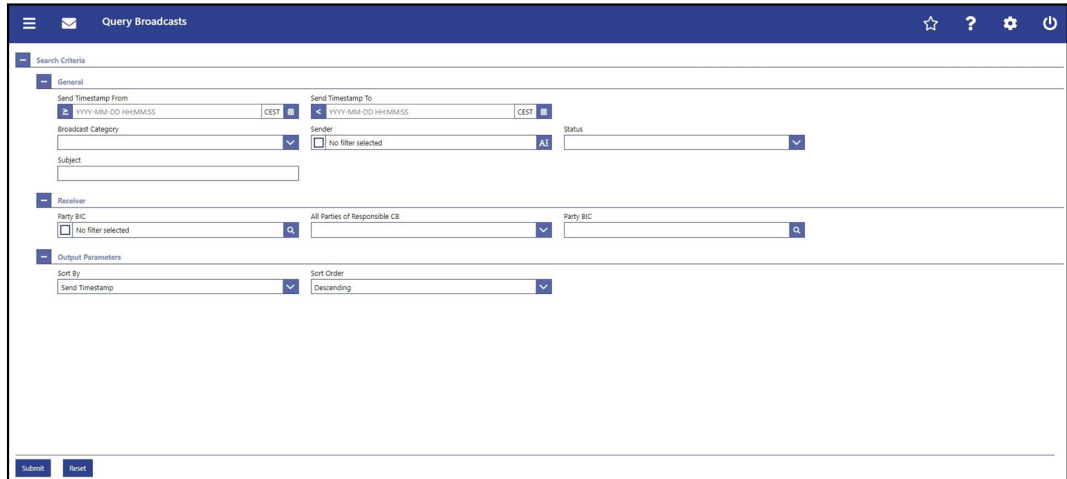 Query Broadcasts
Search Criteria
General
Send Timestamp From
Send Timestamp To
≥ YYYY-MM-DD HH:MM:SS CEST
< YYYY-MM-DD HH:MM:SS CEST
Broadcast Category
Sender
Status
No filter selected
Subject
Receiver
Party BIC
All Parties of Responsible CB
Party BIC
No filter selected
Output Parameters
Sort By
Sort Order
Send Timestamp
Descending
Submit
Reset